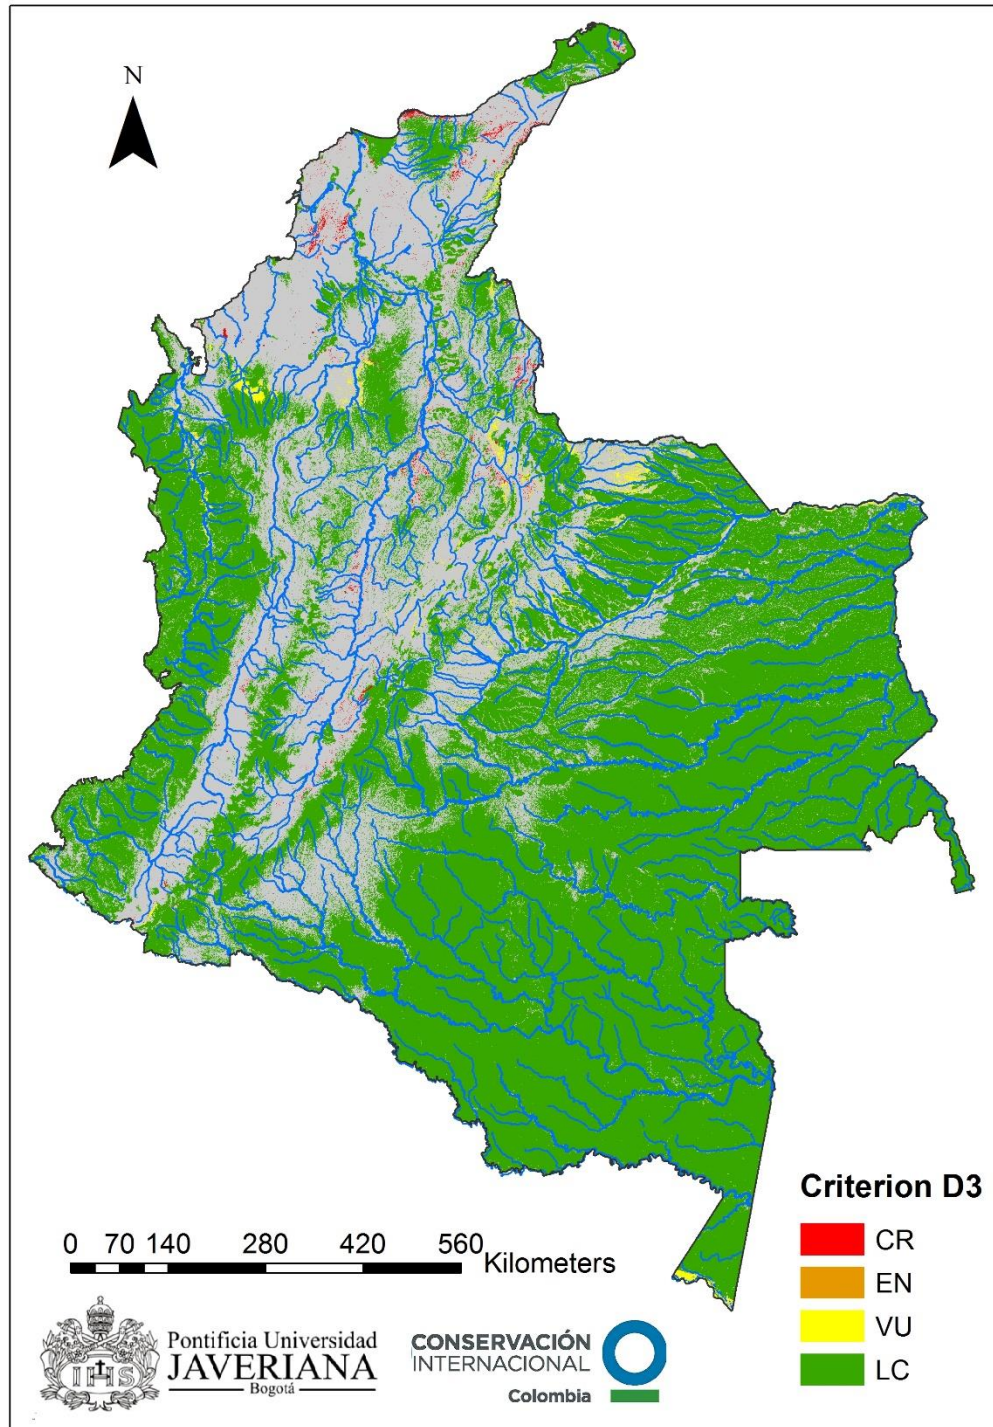 N
Criterion D3
CR
EN
VU
LC
0 70 140 280 420 560 Kilometers
Pontificia Universidad
JAVERIANA
Bogotá
IHS
CONSERVACIÓN
INTERNACIONAL
Colombia